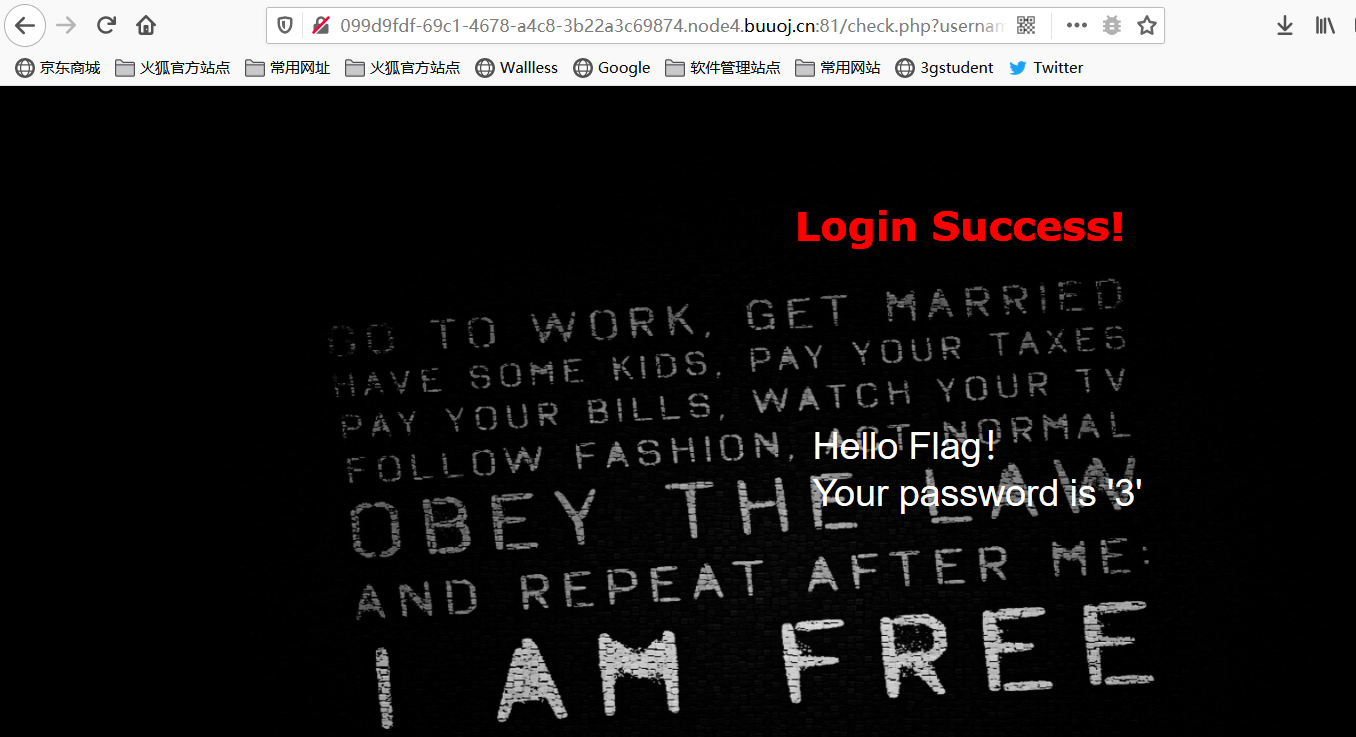 099d9fdf-69c1-4678-a4c8-3b22a3c69874.node4.buuoj.cn:81/check.php?usernam
京东商城 火狐官方站点 常用网址 火狐官方站点 Wallless Google 软件管理站点 常用网站 3gstudent Twitter
Login Success!
GO TO WORK, GET MARRIED
HAVE SOME KIDS, PAY YOUR TAXES
PAY YOUR BILLS, WATCH YOUR TV
FOLLOW FASHION, ACT NORMAL
Hello Flag!
OBEY THE LAW
Your password is '3'
AND REPEAT AFTER ME:
I AM FREE